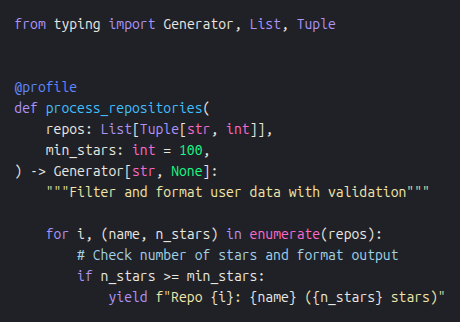 from typing import Generator, List, Tuple
@profile
def process_repositories(
    repos: List[Tuple[str, int]],
    min_stars: int = 100,
) -> Generator[str, None]:
    """Filter and format user data with validation"""
    for i, (name, n_stars) in enumerate(repos):
        # Check number of stars and format output
        if n_stars >= min_stars:
            yield f"Repo {i}: {name} ({n_stars} stars)"